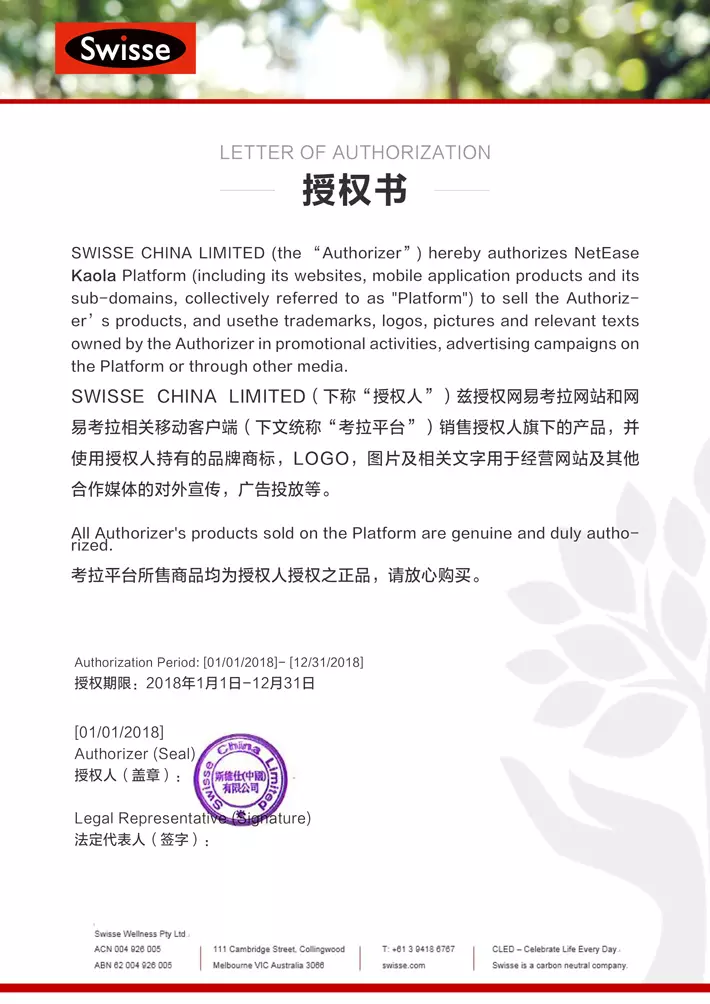 Swisse
LETTER OF AUTHORIZATION
授权书
SWISSE CHINA LIMITED (the “Authorizer”) hereby authorizes NetEase
Kaola Platform (including its websites, mobile application products and its
sub-domains, collectively referred to as "Platform") to sell the Authoriz-
er’s products, and usethe trademarks, logos, pictures and relevant texts
owned by the Authorizer in promotional activities, advertising campaigns on
the Platform or through other media.
SWISSE CHINA LIMITED（下称“授权人”）兹授权网易考拉网站和网
易考拉相关移动客户端（下文统称“考拉平台”）销售授权人旗下的产品，并
使用授权人持有的品牌商标，LOGO，图片及相关文字用于经营网站及其他
合作媒体的对外宣传，广告投放等。
All Authorizer's products sold on the Platform are genuine and duly autho-
rized.
考拉平台所售商品均为授权人授权之正品，请放心购买。
Authorization Period: [01/01/2018]- [12/31/2018]
授权期限：2018年1月1日-12月31日
[01/01/2018]
Authorizer (Seal)
授权人（盖章）：
Swisse China Limited
斯維仕(中國)
有限公司
Legal Representative (Signature)
法定代表人（签字）：
Swisse Wellness Pty Ltd
ACN 004 926 005
ABN 62 004 926 005
111 Cambridge Street, Collingwood
Melbourne VIC Australia 3066
T: +61 3 9418 6767
swisse.com
CLED – Celebrate Life Every Day
Swisse is a carbon neutral company.